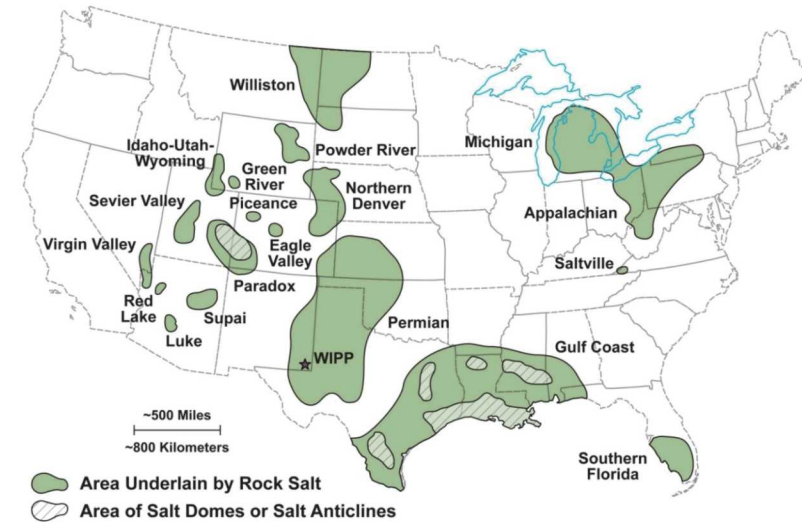 Williston
Michigan
Idaho-Utah-
Wyoming
Powder River
Green
River
Northern
Denver
Sevier Valley
Piceance
Appalachian
Virgin Valley
Eagle
Valley
Saltville
Paradox
Red
Lake
Supai
Permian
Luke
WIPP
Gulf Coast
~500 Miles
~800 Kilometers
Southern
Florida
Area Underlain by Rock Salt
Area of Salt Domes or Salt Anticlines